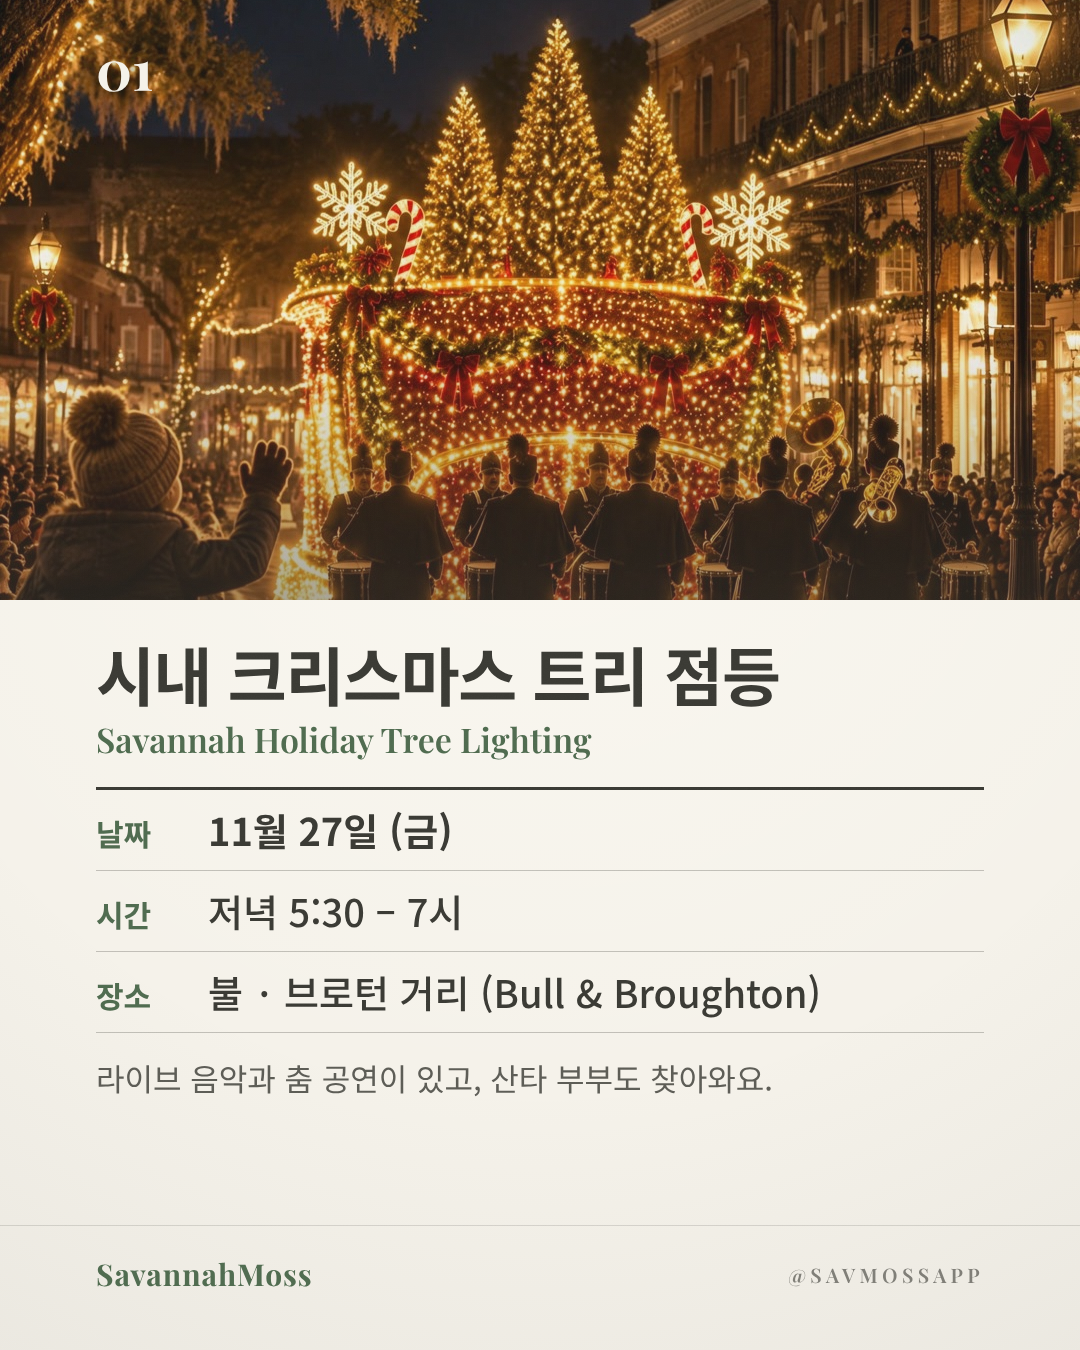 01
시내 크리스마스 트리 점등
Savannah Holiday Tree Lighting
날짜 11월 27일 (금)
시간 저녁 5:30 – 7시
장소 불 · 브로턴 거리 (Bull & Broughton)
라이브 음악과 춤 공연이 있고, 산타 부부도 찾아와요.
SavannahMoss
@SAVMOSSAPP